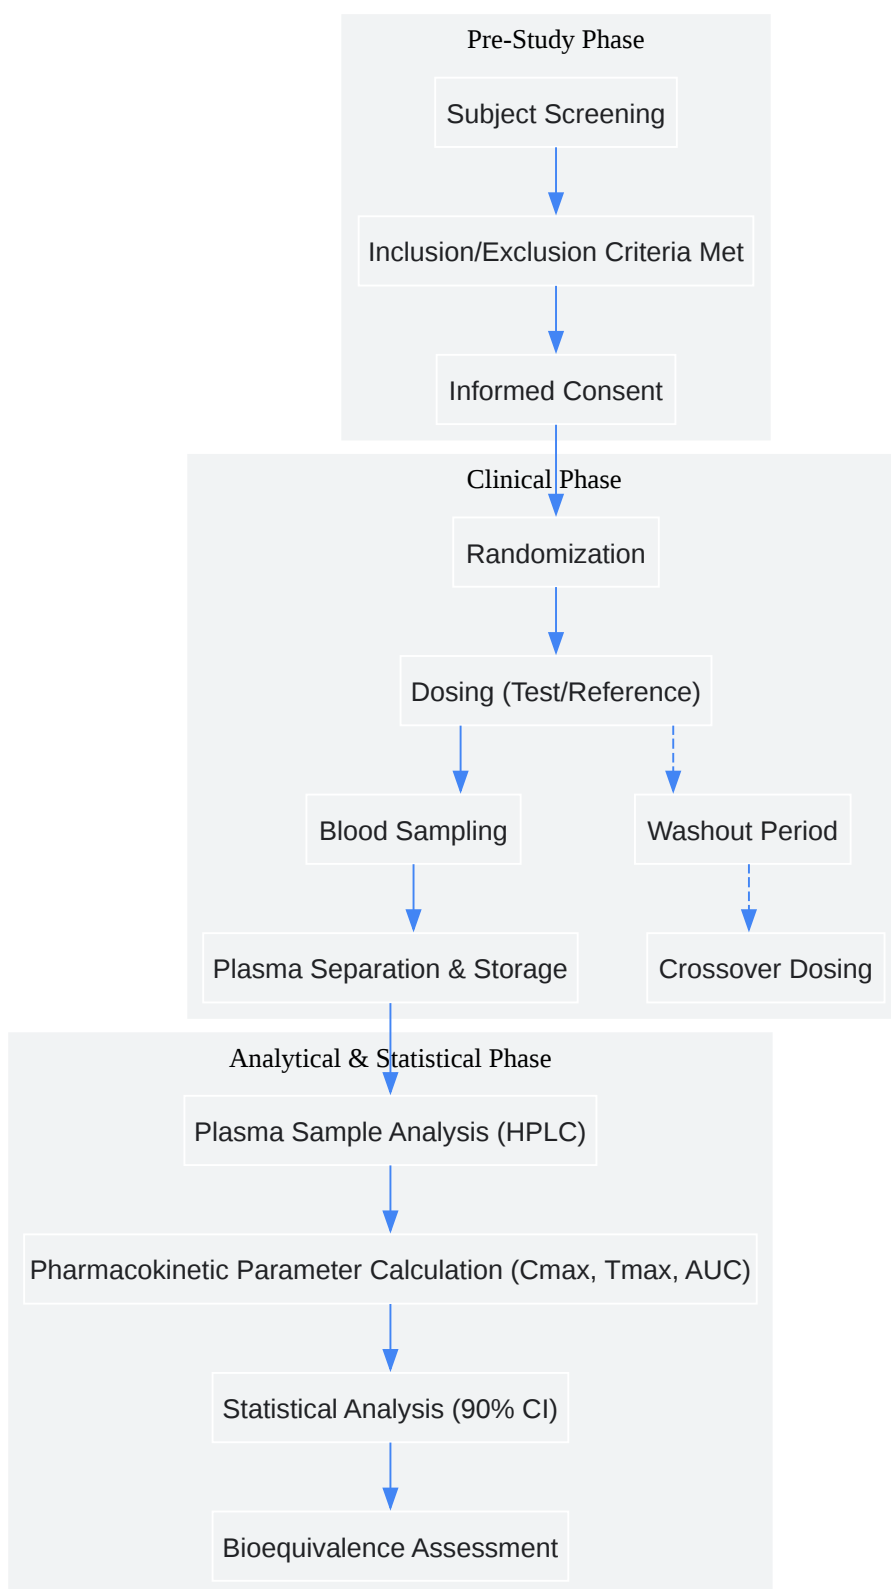 Pre-Study Phase
Subject Screening
Inclusion/Exclusion Criteria Met
Informed Consent
Clinical Phase
Randomization
Dosing (Test/Reference)
Blood Sampling
Washout Period
Plasma Separation & Storage
Crossover Dosing
Analytical & Statistical Phase
Plasma Sample Analysis (HPLC)
Pharmacokinetic Parameter Calculation (Cmax, Tmax, AUC)
Statistical Analysis (90% CI)
Bioequivalence Assessment